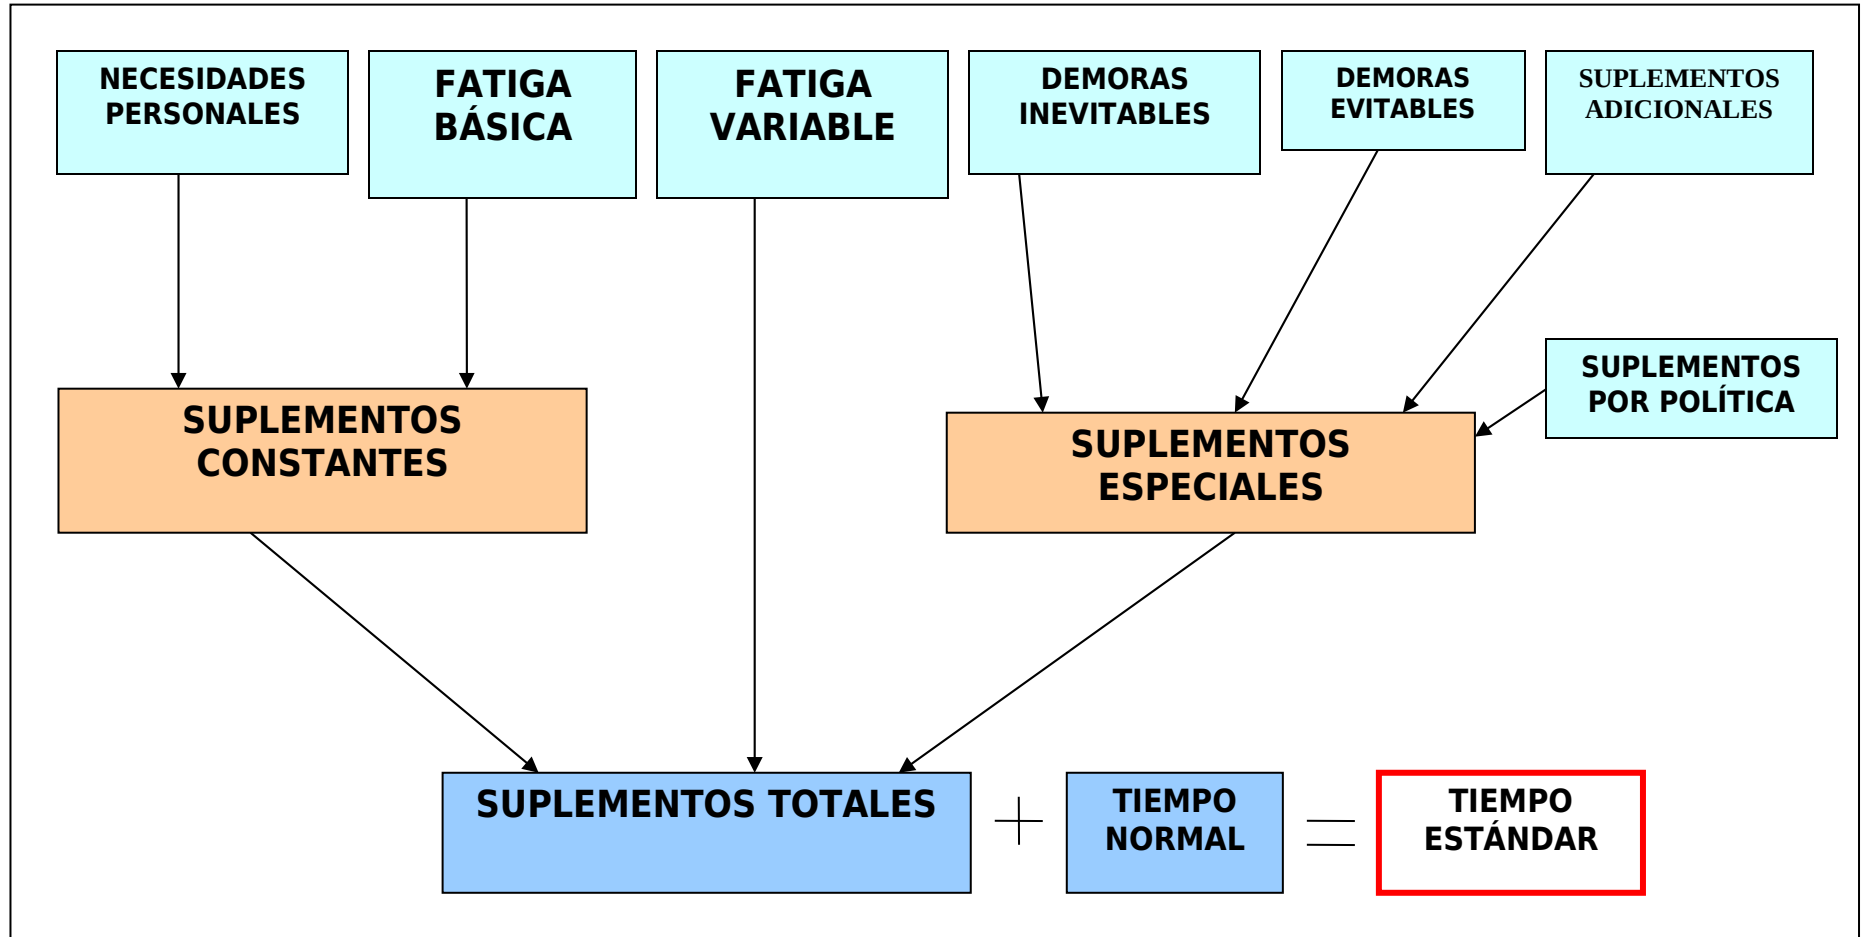 NECESIDADES
PERSONALES
FATIGA
BÁSICA
FATIGA
VARIABLE
DEMORAS
INEVITABLES
DEMORAS
EVITABLES
SUPLEMENTOS
ADICIONALES
SUPLEMENTOS
POR POLÍTICA
SUPLEMENTOS
CONSTANTES
SUPLEMENTOS
ESPECIALES
SUPLEMENTOS TOTALES
TIEMPO
NORMAL
TIEMPO
ESTÁNDAR